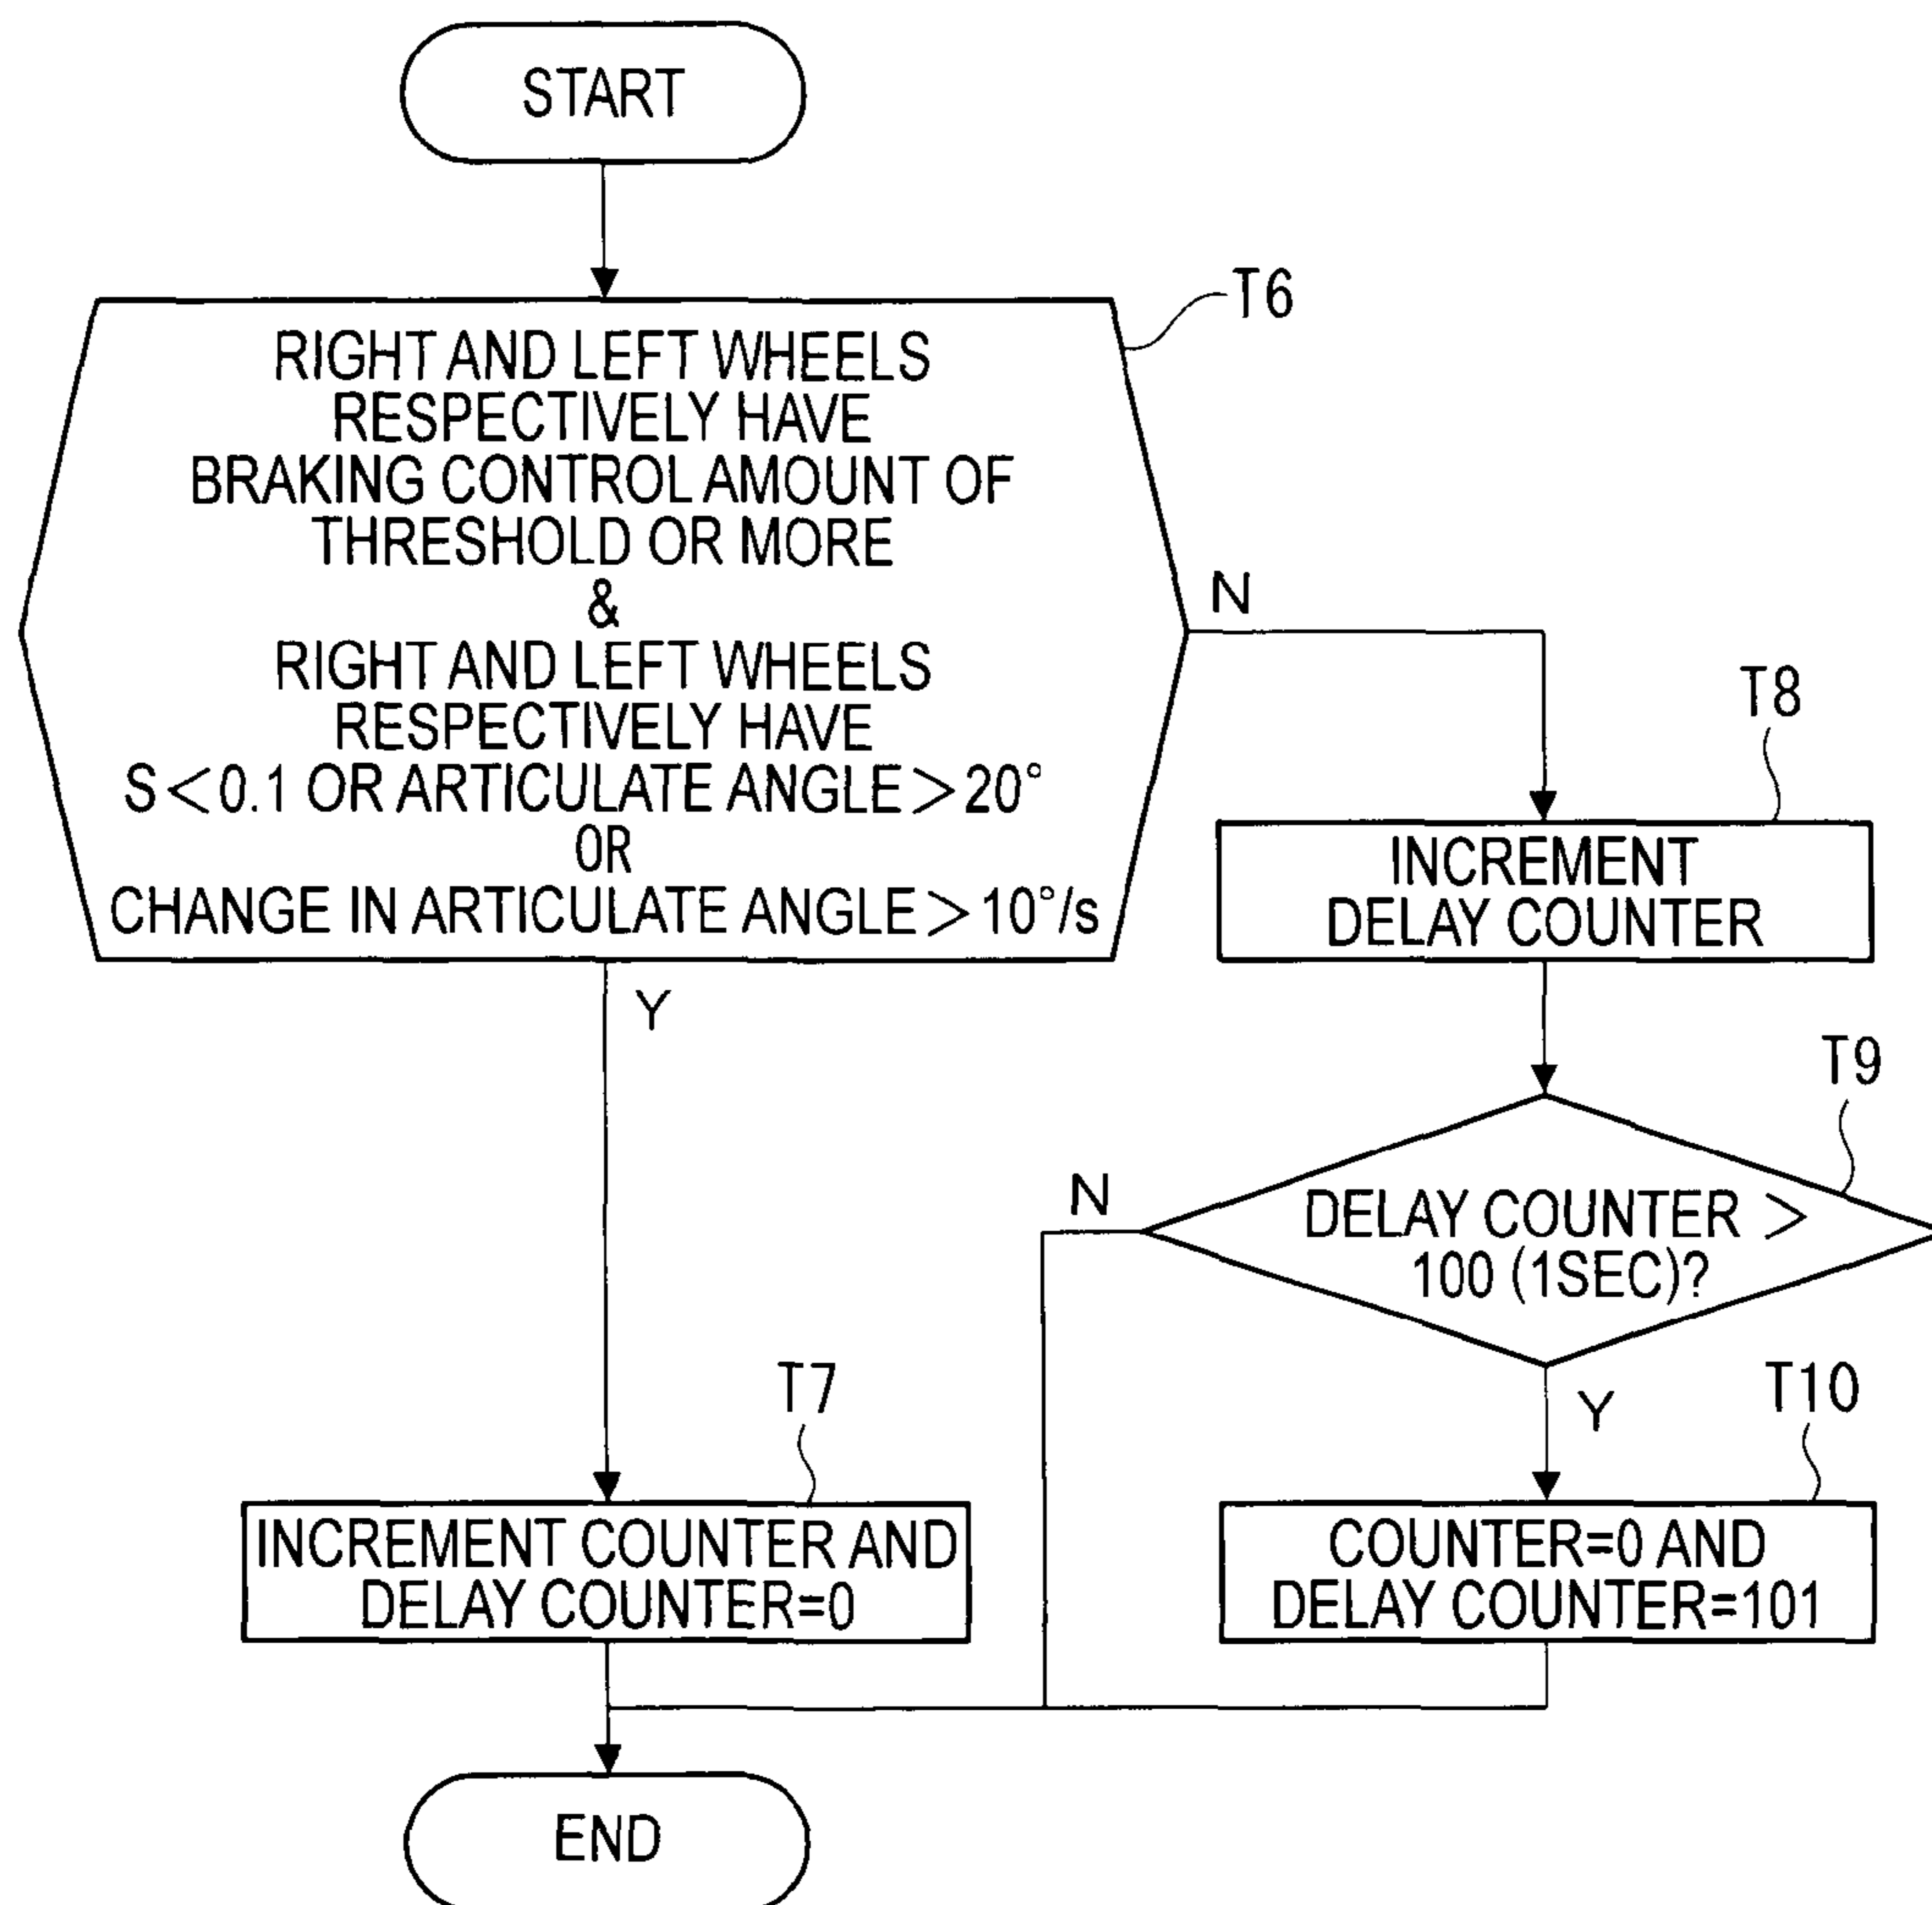 START
T6
RIGHT AND LEFT WHEELS
RESPECTIVELY HAVE
BRAKING CONTROL AMOUNT OF
THRESHOLD OR MORE
&
RIGHT AND LEFT WHEELS
RESPECTIVELY HAVE
S<0.1 OR ARTICULATE ANGLE>20°
OR
CHANGE IN ARTICULATE ANGLE>10°/s
N
Y
T8
INCREMENT
DELAY COUNTER
T9
N
DELAY COUNTER >
100 (1SEC)?
Y
T7
INCREMENT COUNTER AND
DELAY COUNTER=0
T10
COUNTER=0 AND
DELAY COUNTER=101
END